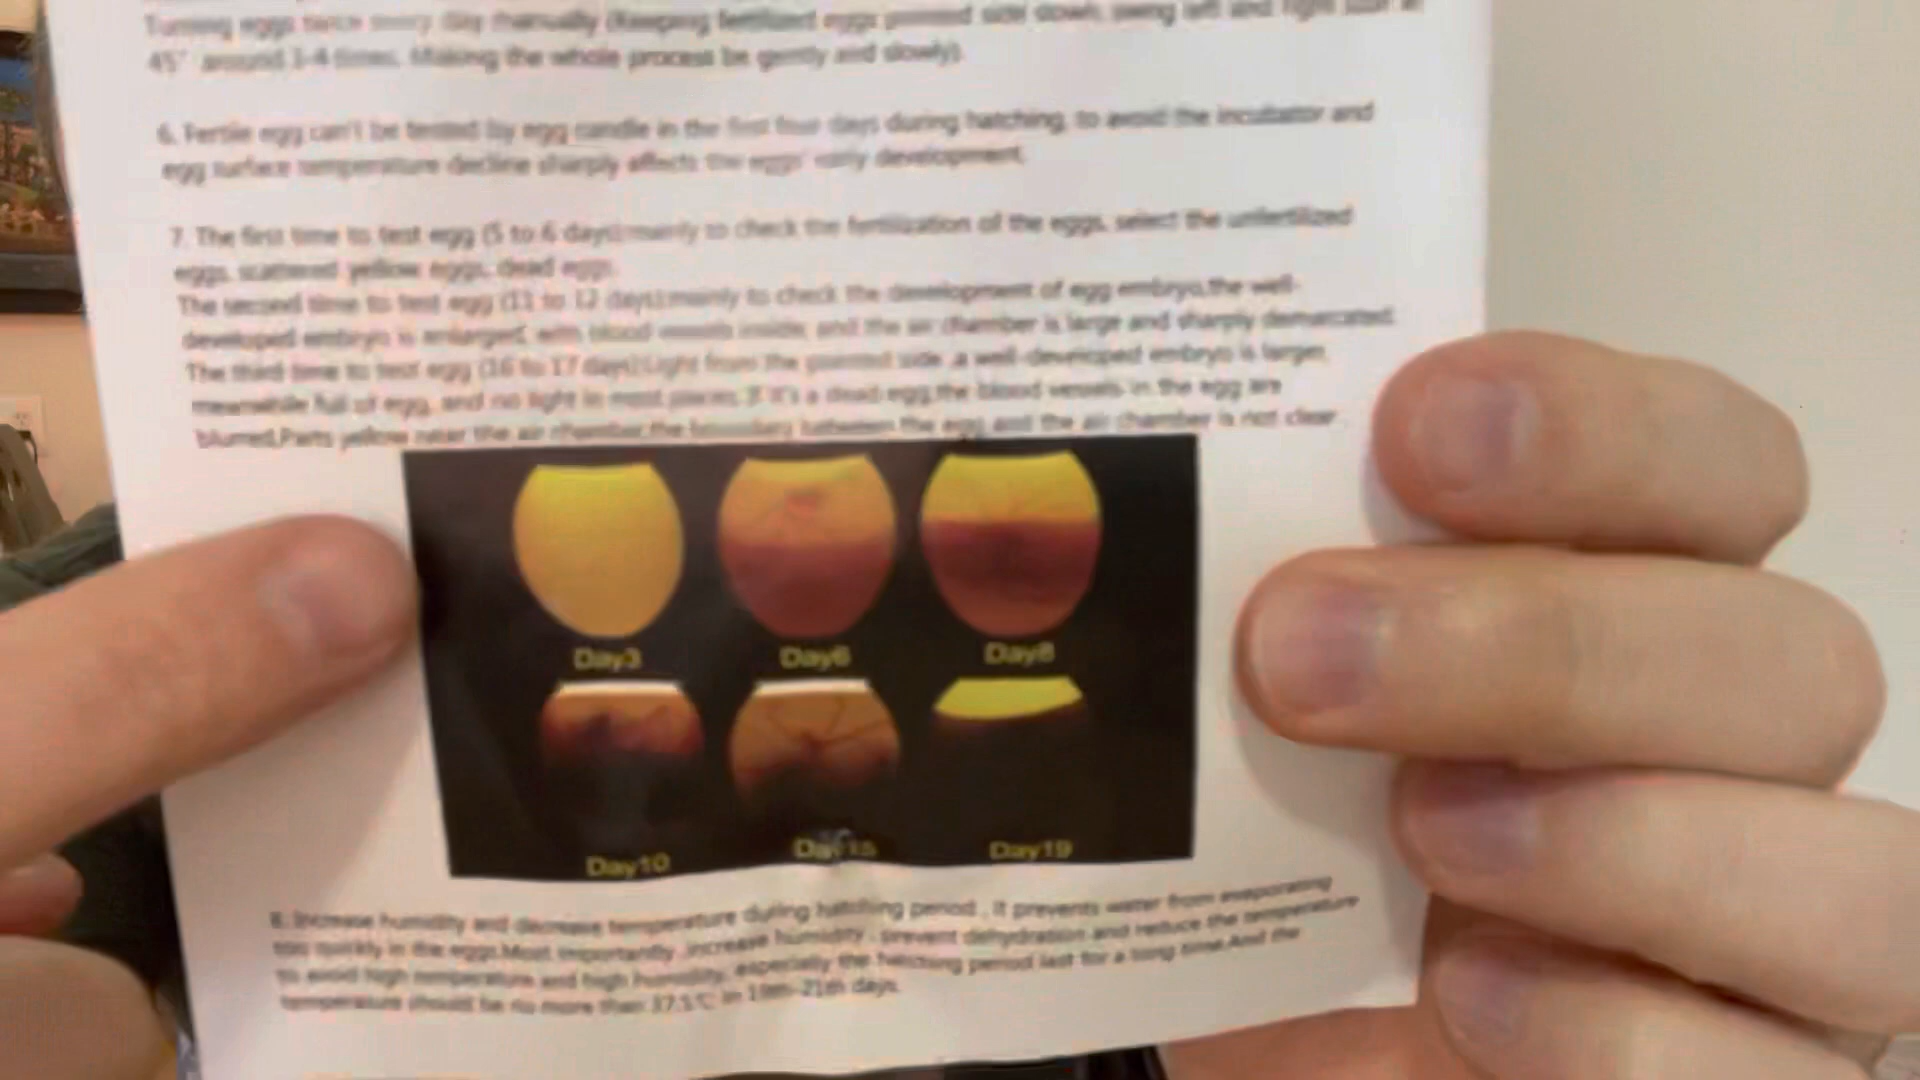 Turning eggs twice every day manually (Keeping fertilized eggs pointed side down, swing left and right just at
45° around 3-4 times. Making the whole process be gently and slowly).
6. Fertile egg can't be tested by egg candle in the first four days during hatching, to avoid the incubator and
egg surface temperature decline sharply affects the eggs' early development.
7. The first time to test egg (5 to 6 days):mainly to check the fertilization of the eggs, select the unfertilized
eggs, scattered yellow eggs, dead eggs.
The second time to test egg (11 to 12 days):mainly to check the development of egg embryo,the well-
developed embryo is enlarged, with blood vessels inside, and the air chamber is large and sharply demarcated.
The third time to test egg (16 to 17 days):Light from the pointed side, a well-developed embryo is larger,
meanwhile full of egg, and no light in most places; If it's a dead egg,the blood vessels in the egg are
blurred,Parts yellow near the air chamber,the boundary between the egg and the air chamber is not clear.
Day3 Day6 Day8
Day10 Day19
8. Increase humidity and decrease temperature during hatching period , It prevents water from evaporating
too quickly in the eggs.Most importantly ,increase humidity , prevent dehydration and reduce the temperature
to avoid high temperature and high humidity, especially the hatching period last for a long time.And the
temperature should be no more than 37.5°C in 19th-21th days.